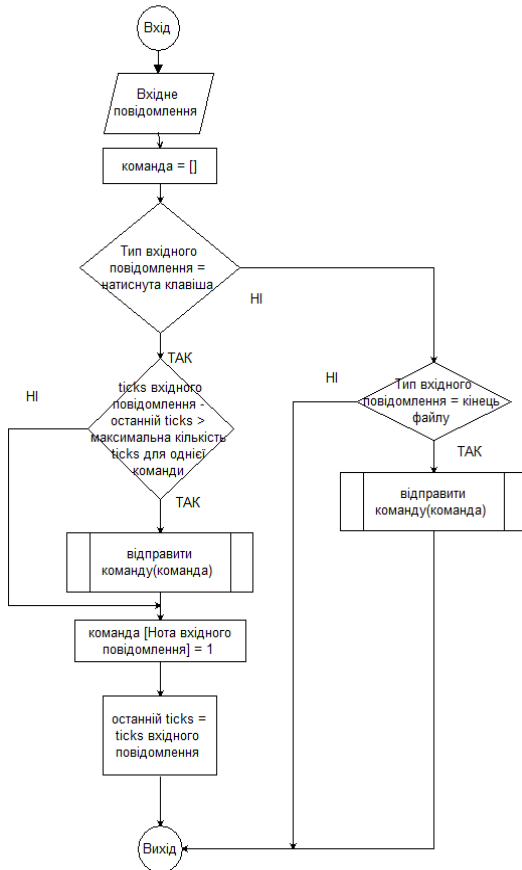 Вхід
Вхідне
повідомлення
команда = []
Тип вхідного
повідомлення =
натиснута клавіша
НІ
ТАК
ticks вхідного
повідомлення -
останній ticks >
максимальна кількість
ticks для однієї
команди
НІ
ТАК
Тип вхідного
повідомлення = кінець
файлу
НІ
ТАК
відправити
команду(команда)
відправити
команду(команда)
команда [Нота вхідного
повідомлення] = 1
останній ticks =
ticks вхідного
повідомлення
Вихід